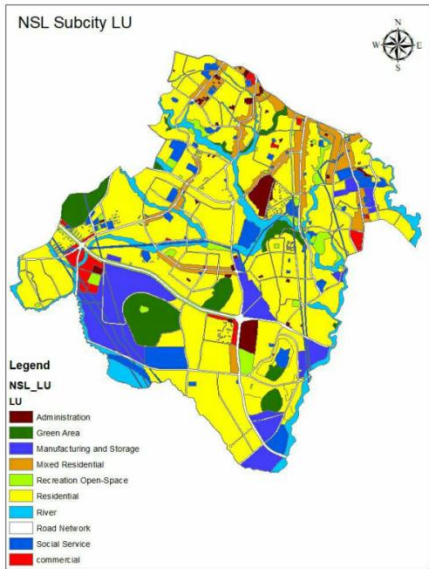 NSL Subcity LU
N
W E
S
Legend
NSL_LU
LU
Administration
Green Area
Manufacturing and Storage
Mixed Residential
Recreation Open-Space
Residential
River
Road Network
Social Service
commercial